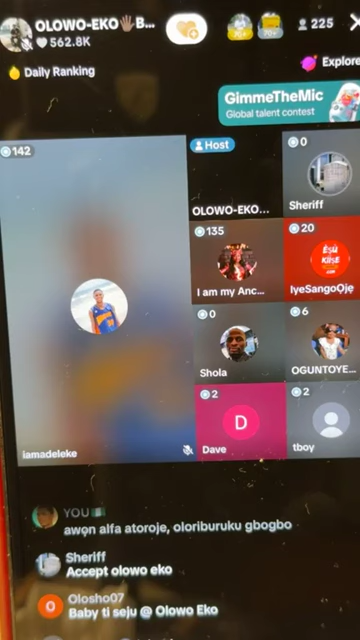 OLOWO-EKO🖐🏿B...
562.8K
225
Daily Ranking
Explore
GimmeTheMic
Global talent contest
142
Host
OLOWO-EKO...
0
Sheriff
135
I am my Anc...
20
ÈṢÙ
KIISE
IyeSangoOje
0
Shola
6
OGUNTOYE...
iamadeleke
2
D
Dave
2
tboy
YOU
awọn alfa atoroje, oloriburuku gbogbo
Sheriff
Accept olowo eko
O
Olosho07
Baby ti seju @ Olowo Eko